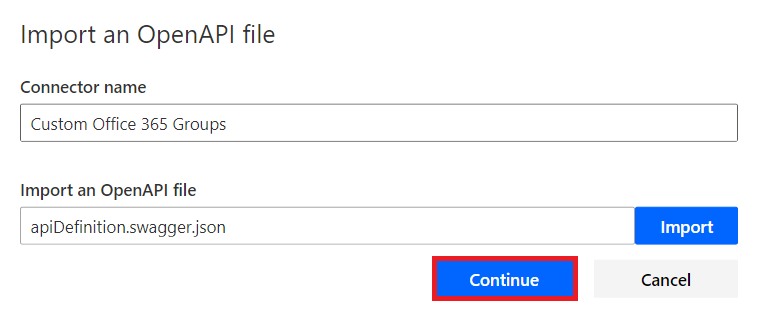 Import an OpenAPI file
Connector name
Custom Office 365 Groups
Import an OpenAPI file
apiDefinition.swagger.json
Import
Continue
Cancel